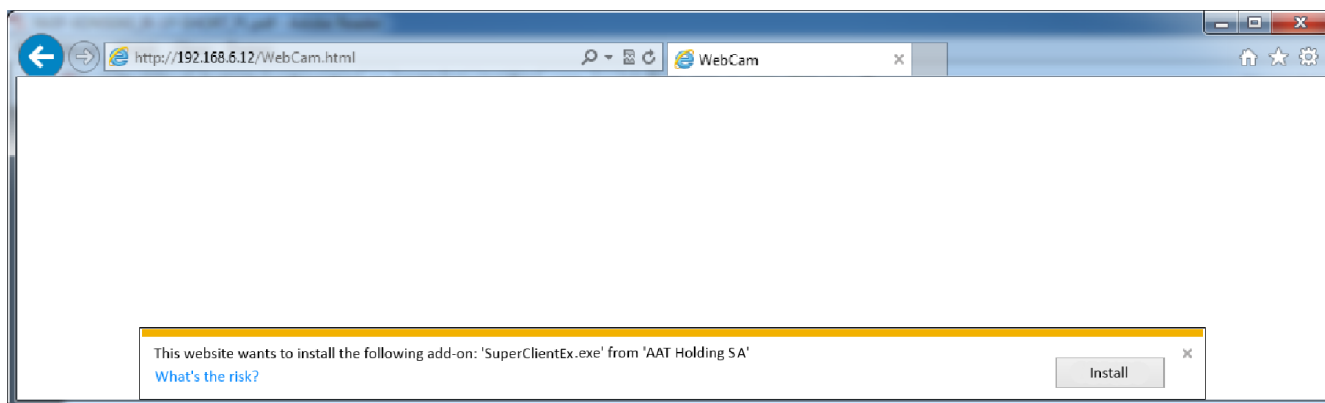 http://192.168.6.12/WebCam.html
WebCam
This website wants to install the following add-on: 'SuperClientEx.exe' from 'AAT Holding SA'
What's the risk?
Install